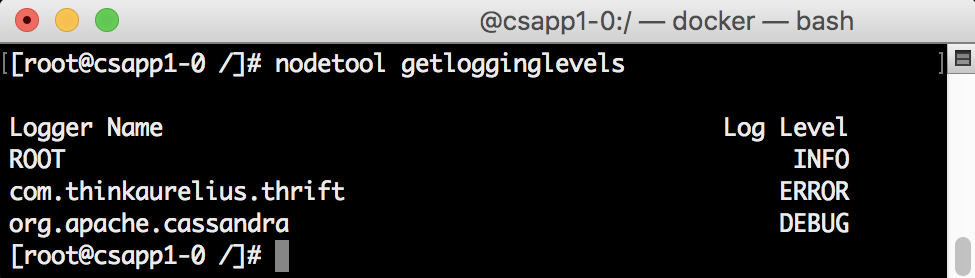 @csapp1-0:/ — docker — bash
[root@csapp1-0 /]# nodetool getlogginglevels
Logger Name Log Level
ROOT INFO
com.thinkaurelius.thrift ERROR
org.apache.cassandra DEBUG
[root@csapp1-0 /]#